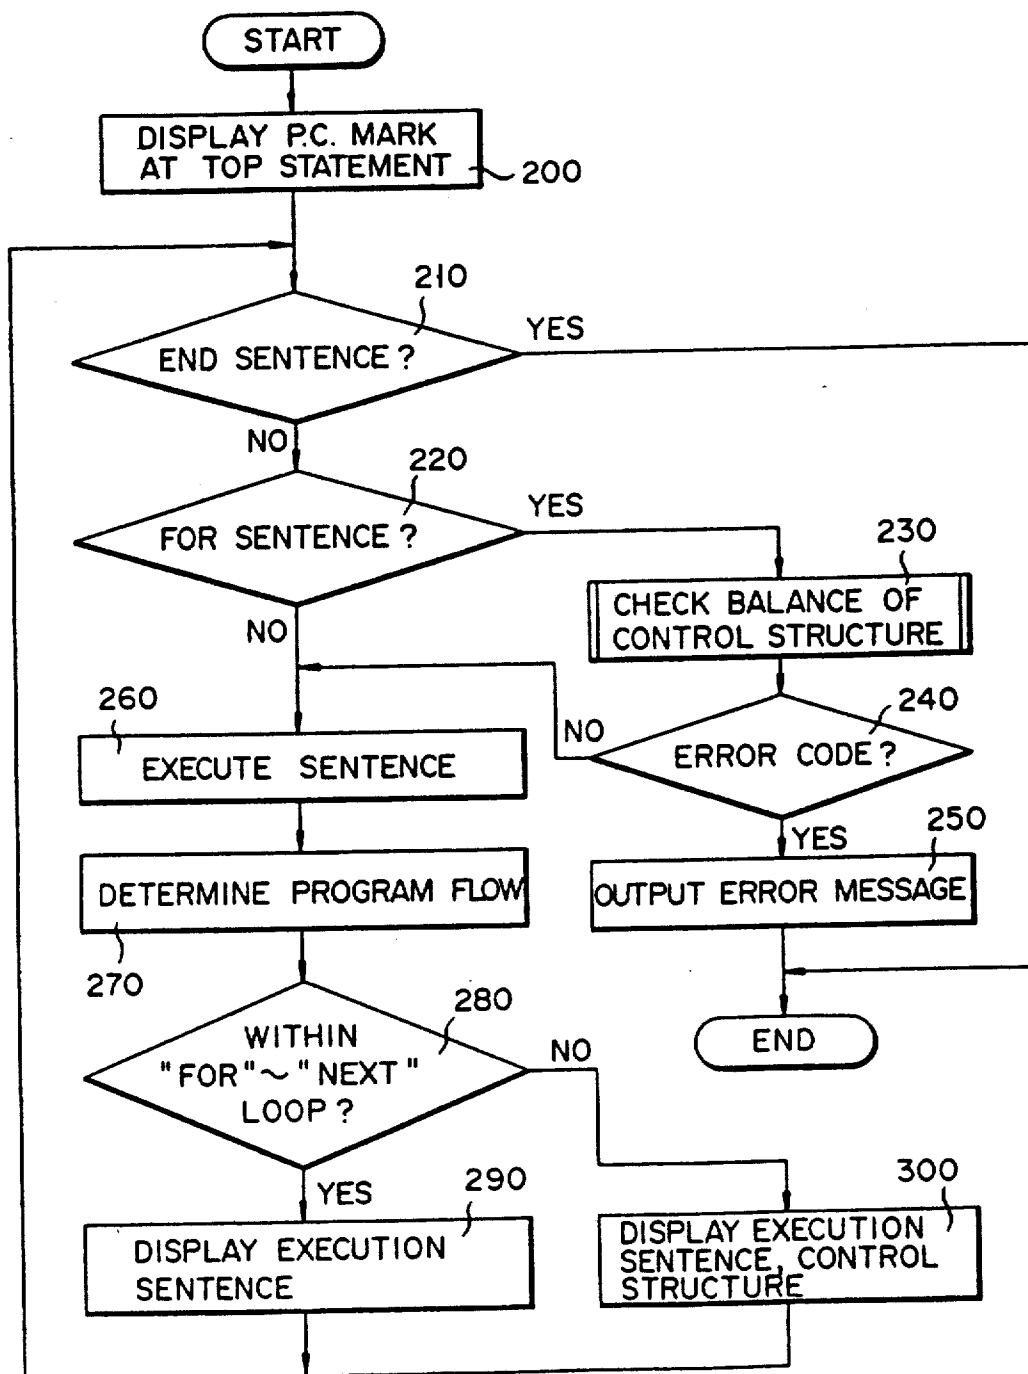 START
DISPLAY P.C. MARK
AT TOP STATEMENT
200
210
END SENTENCE?
YES
NO
220
FOR SENTENCE?
YES
NO
230
CHECK BALANCE OF
CONTROL STRUCTURE
240
ERROR CODE?
NO
YES
250
OUTPUT ERROR MESSAGE
END
260
EXECUTE SENTENCE
DETERMINE PROGRAM FLOW
270
280
WITHIN
"FOR"~"NEXT"
LOOP?
NO
YES
290
DISPLAY EXECUTION
SENTENCE
300
DISPLAY EXECUTION
SENTENCE, CONTROL
STRUCTURE